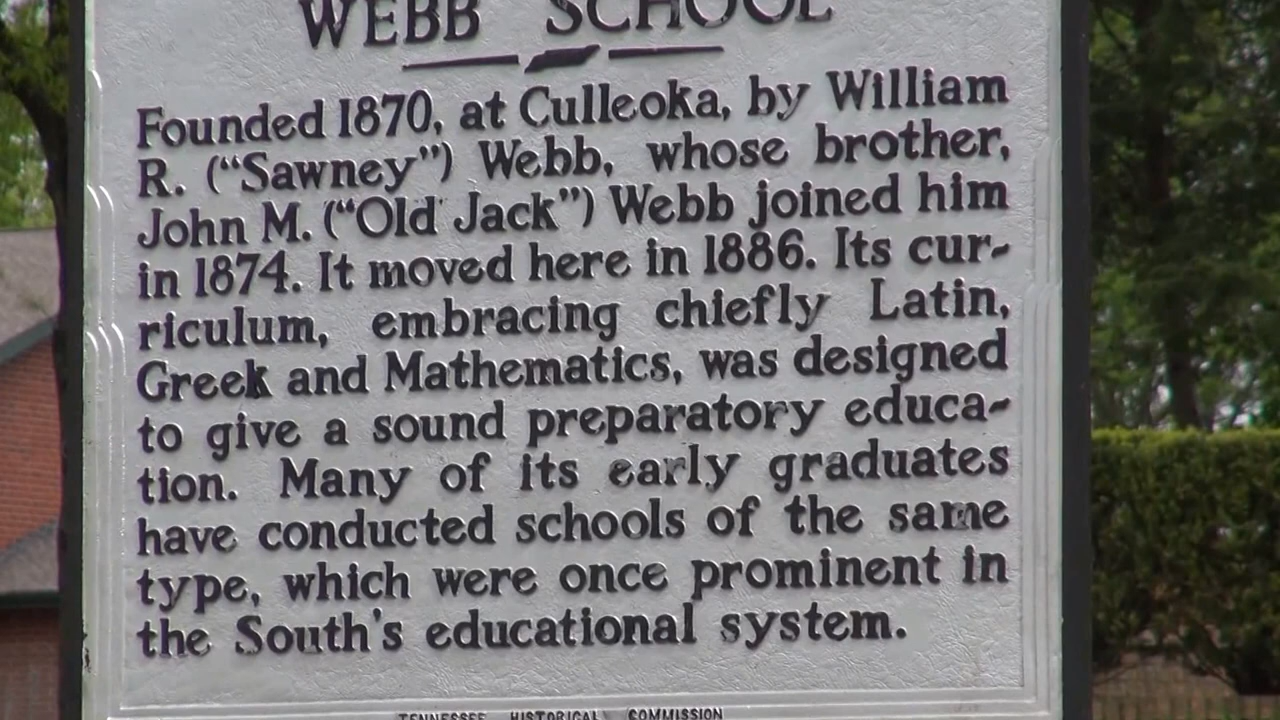 WEBB SCHOOL
Founded 1870, at Culleoka, by William
R. ("Sawney") Webb, whose brother,
John M. ("Old Jack") Webb joined him
in 1874. It moved here in 1886. Its cur-
riculum, embracing chiefly Latin,
Greek and Mathematics, was designed
to give a sound preparatory educa-
tion. Many of its early graduates
have conducted schools of the same
type, which were once prominent in
the South's educational system.
TENNESSEE HISTORICAL COMMISSION